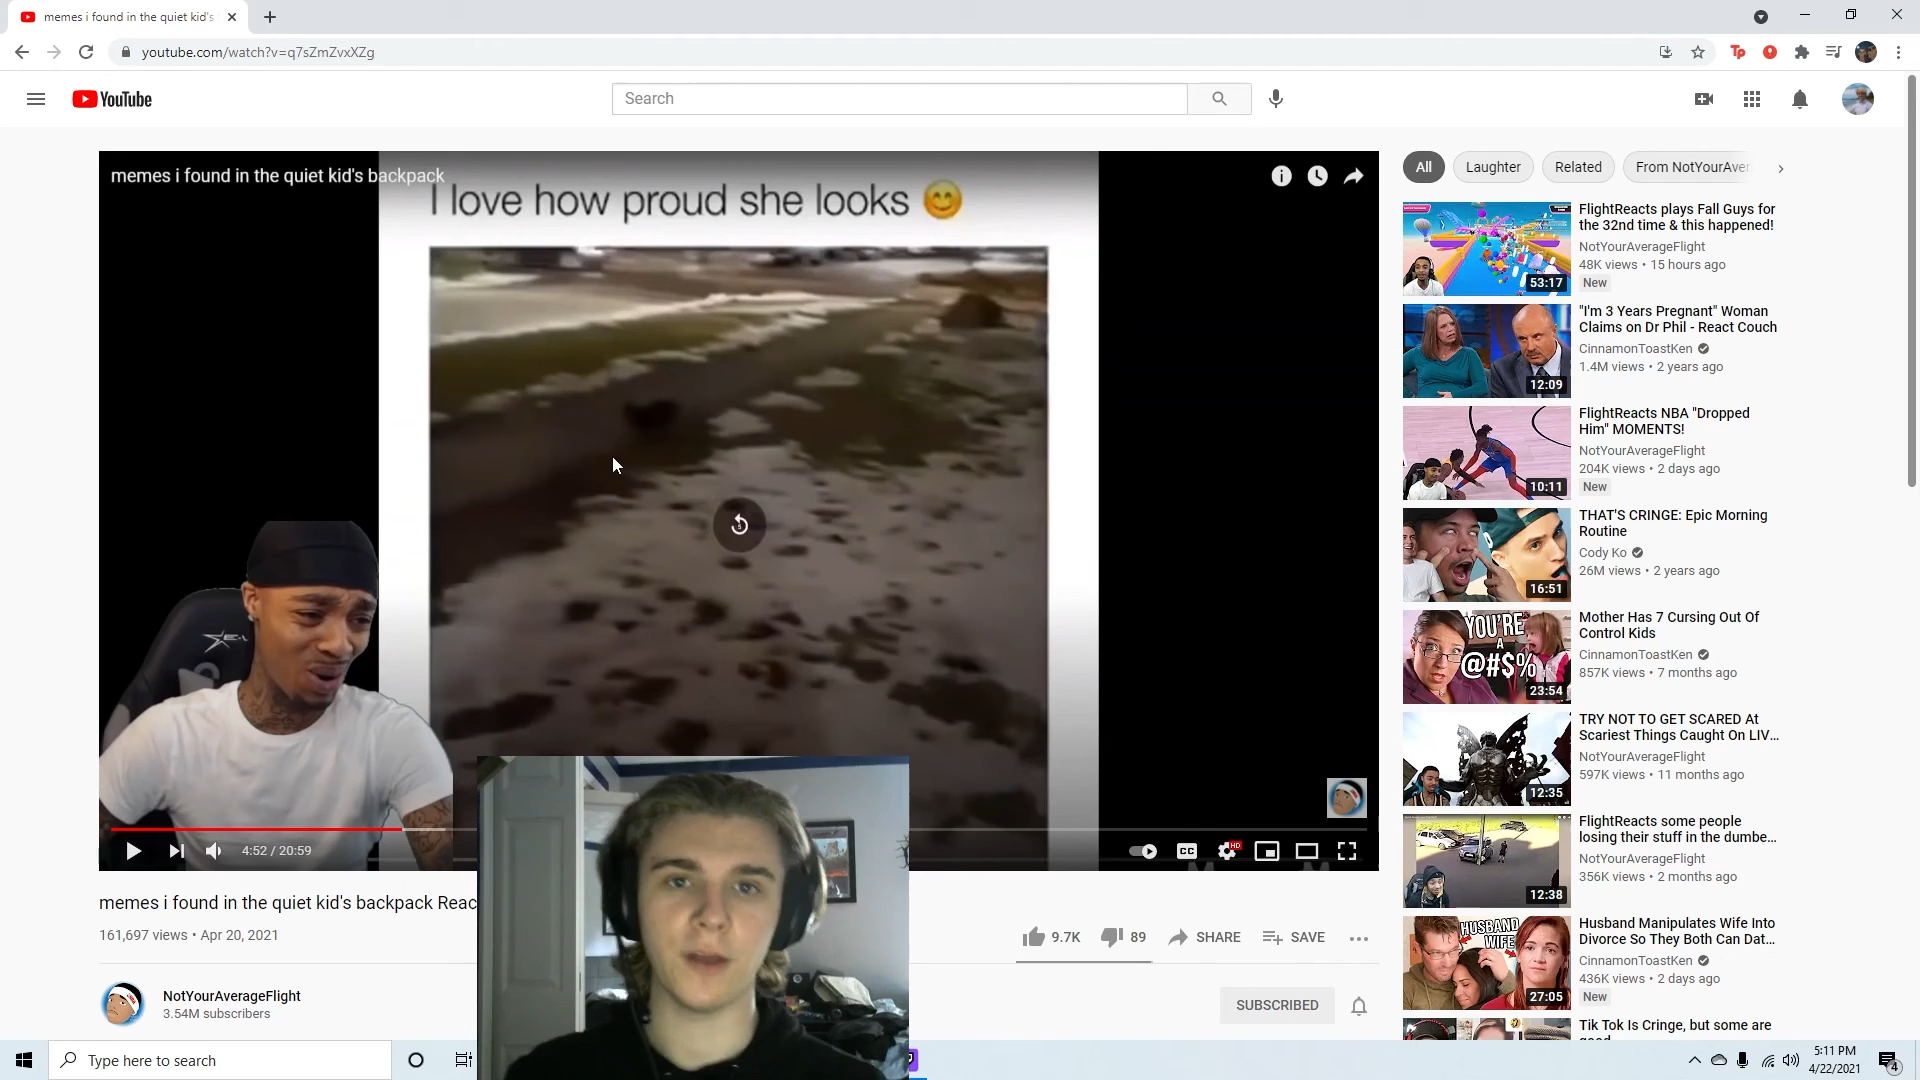 memes i found in the quiet kid's
youtube.com/watch?v=q7sZmZvxXZg
Tp
YouTube
Search
memes i found in the quiet kid's backpack
I love how proud she looks 😊
5
4:52 / 20:59
CC
HD
memes i found in the quiet kid's backpack Reac
161,697 views • Apr 20, 2021
9.7K
89
SHARE
SAVE
NotYourAverageFlight
3.54M subscribers
SUBSCRIBED
All
Laughter
Related
From NotYourAver
FlightReacts plays Fall Guys for
the 32nd time & this happened!
NotYourAverageFlight
48K views • 15 hours ago
New
53:17
"I'm 3 Years Pregnant" Woman
Claims on Dr Phil - React Couch
CinnamonToastKen
1.4M views • 2 years ago
12:09
FlightReacts NBA "Dropped
Him" MOMENTS!
NotYourAverageFlight
204K views • 2 days ago
New
10:11
THAT'S CRINGE: Epic Morning
Routine
Cody Ko
26M views • 2 years ago
16:51
Mother Has 7 Cursing Out Of
Control Kids
CinnamonToastKen
857K views • 7 months ago
YOU'RE
A
@#$%
23:54
TRY NOT TO GET SCARED At
Scariest Things Caught On LIV...
NotYourAverageFlight
597K views • 11 months ago
12:35
FlightReacts some people
losing their stuff in the dumbe...
NotYourAverageFlight
356K views • 2 months ago
12:38
Husband Manipulates Wife Into
Divorce So They Both Can Dat...
CinnamonToastKen
436K views • 2 days ago
New
HUSBAND
WIFE
27:05
Tik Tok Is Cringe, but some are
Type here to search
5:11 PM
4/22/2021
4